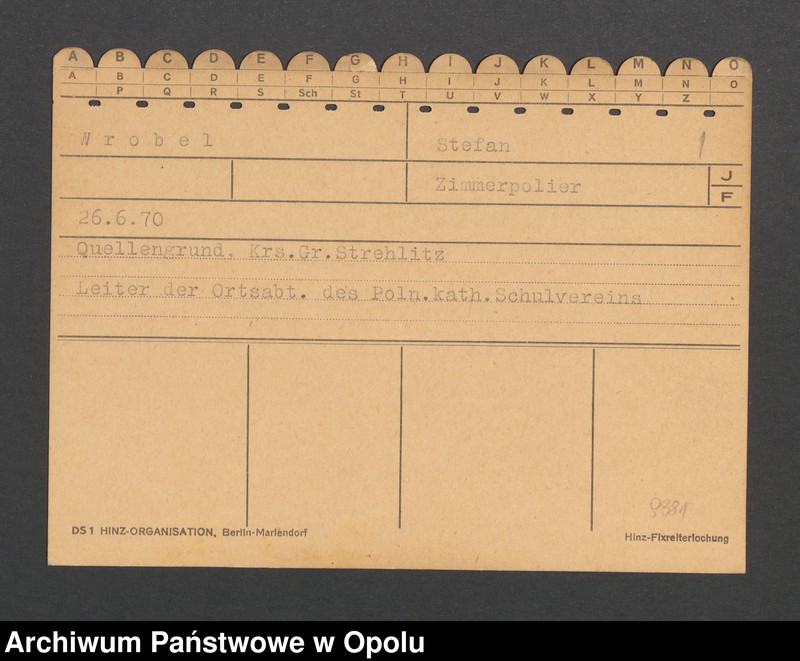 A B C D E F G H I J K L M N O
A B C D E F G H I J K L M N O
P Q R S Sch St T U V W X Y Z
Wrobel Stefan 1
Zimmerpolier J
F
26.6.70
Quellengrund, Krs.Gr.Strehlitz
Leiter der Ortsabt. des Poln.kath.Schulvereins
9381
DS 1 HINZ-ORGANISATION, Berlin-Mariendorf Hinz-Fixreiterlochung
Archiwum Państwowe w Opolu